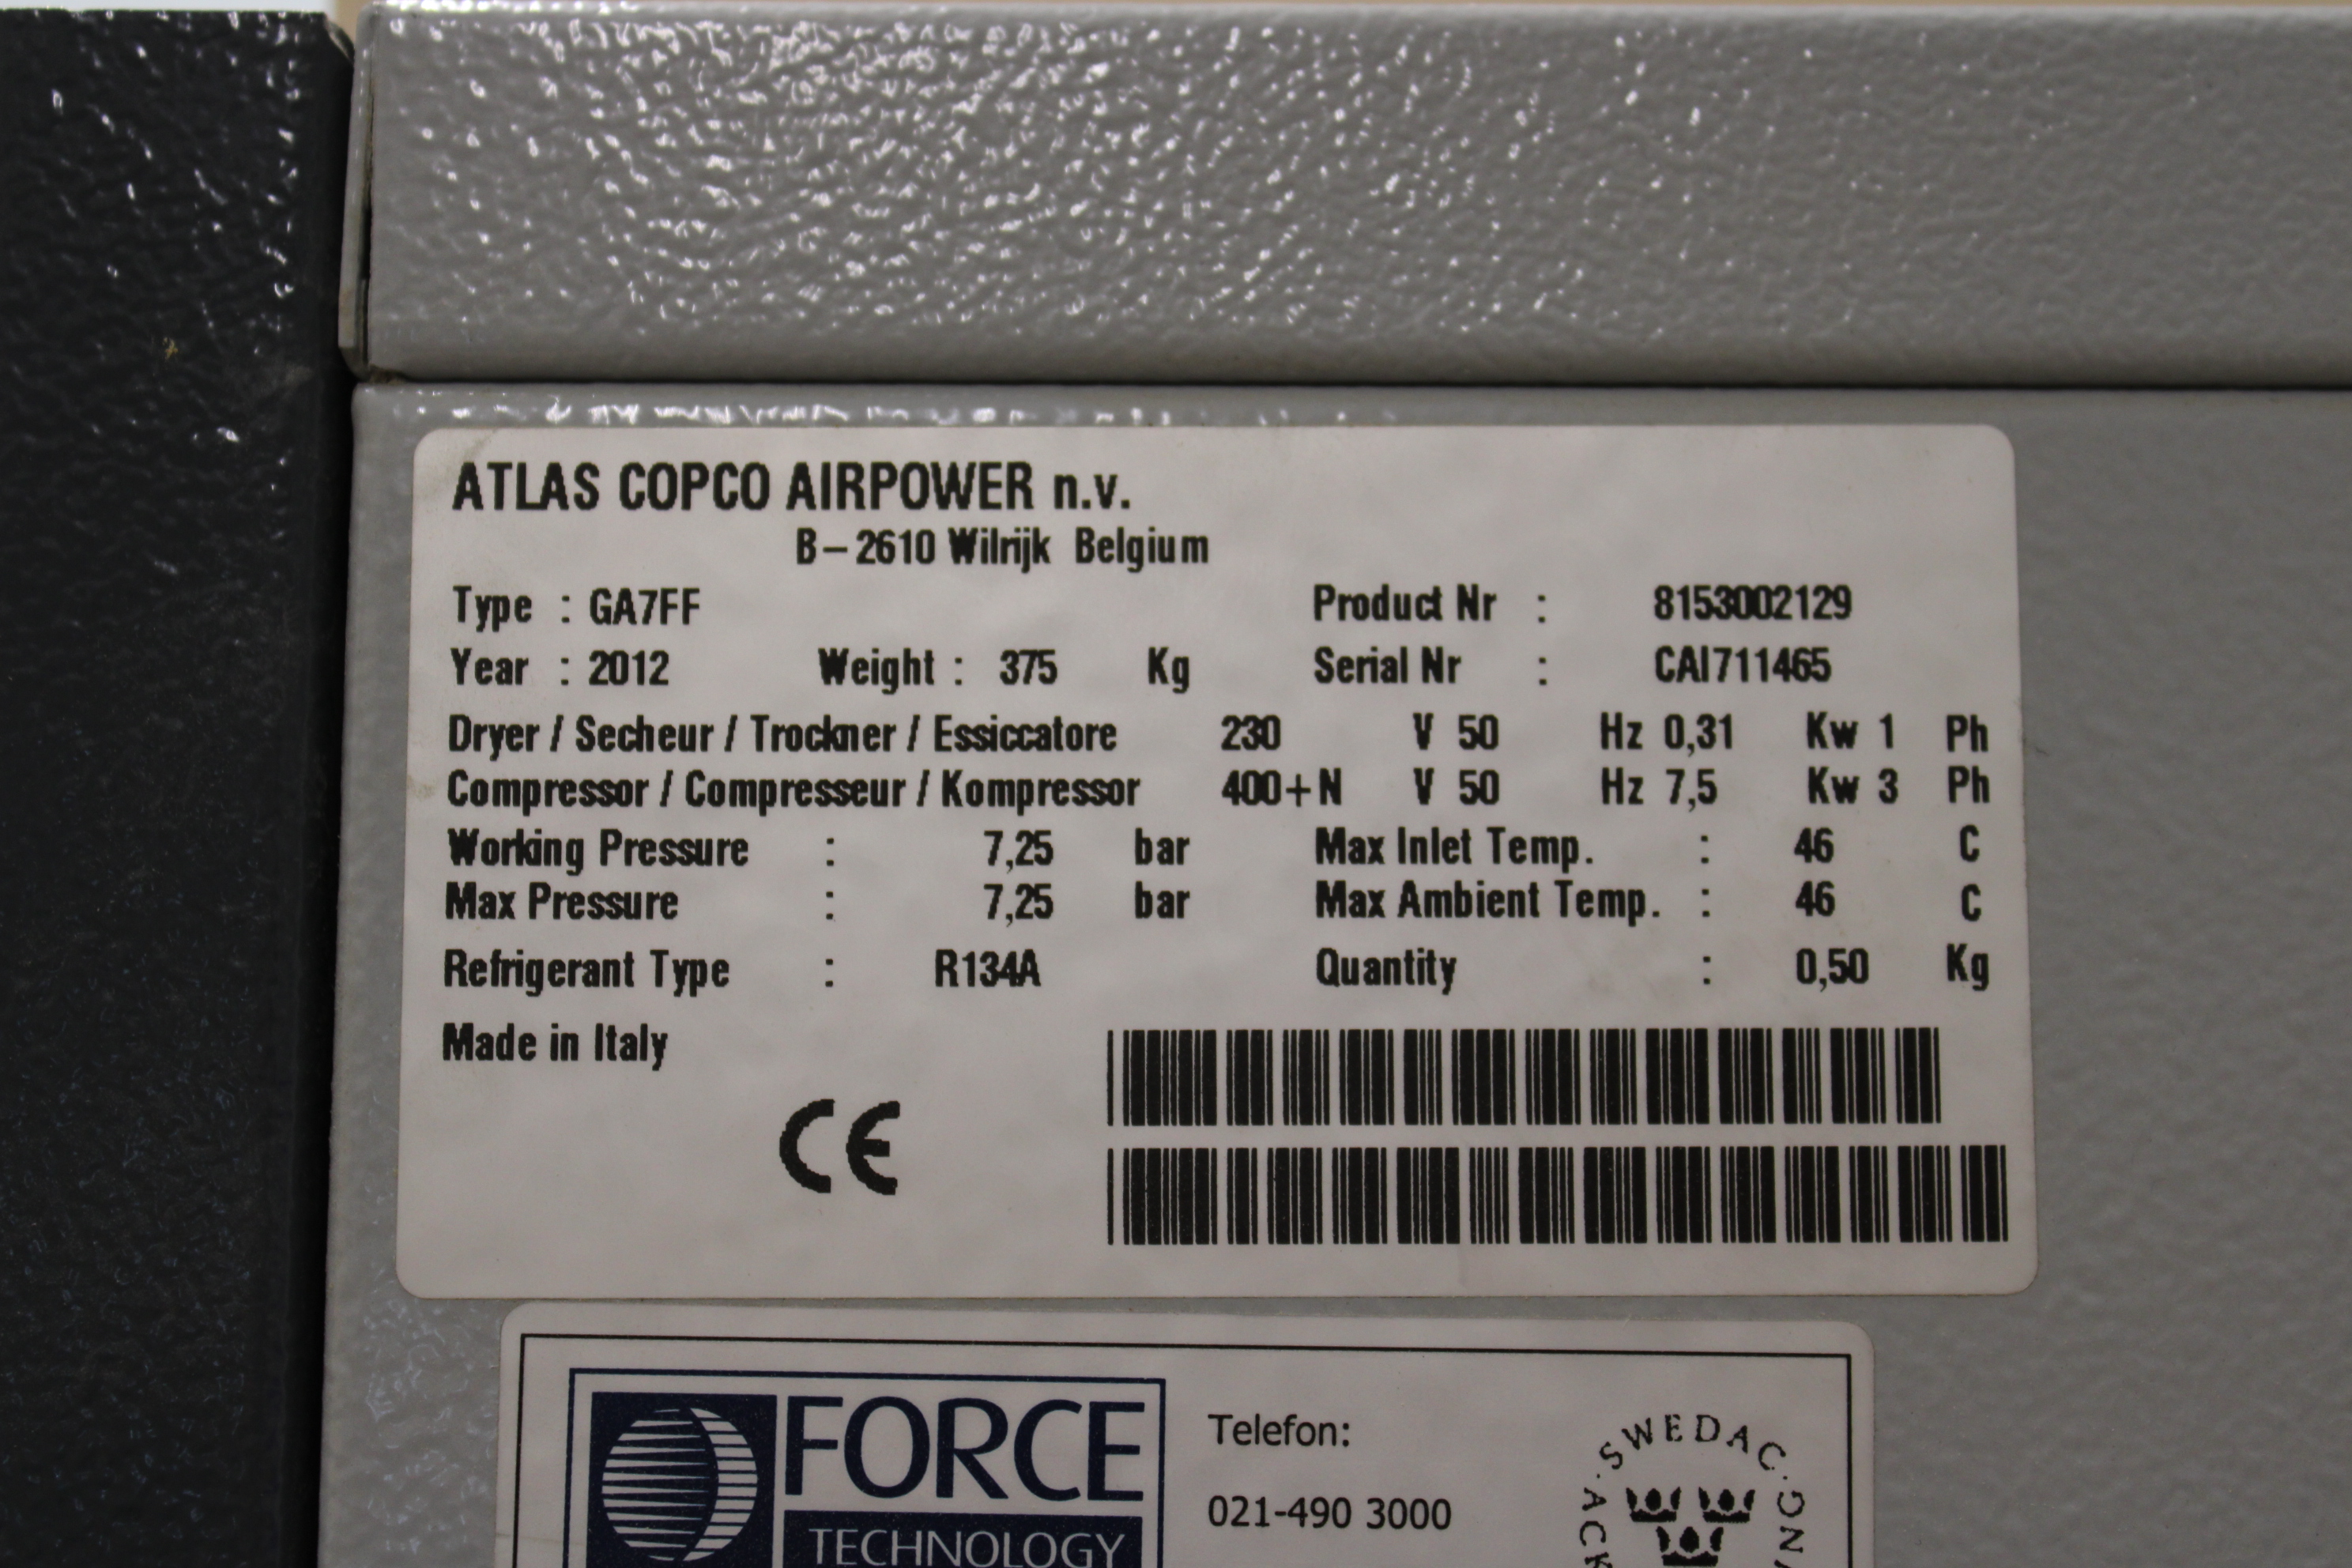 ATLAS COPCO AIRPOWER n.v.
B-2610 Wilrijk Belgium
Type : GA7FF Product Nr : 8153002129
Year : 2012 Weight : 375 Kg Serial Nr : CAI711465
Dryer / Secheur / Trockner / Essiccatore 230 V 50 Hz 0,31 Kw 1 Ph
Compressor / Compresseur / Kompressor 400+N V 50 Hz 7,5 Kw 3 Ph
Working Pressure : 7,25 bar Max Inlet Temp. : 46 C
Max Pressure : 7,25 bar Max Ambient Temp. : 46 C
Refrigerant Type : R134A Quantity : 0,50 Kg
Made in Italy
CE
FORCE
TECHNOLOGY
Telefon:
021-490 3000
SWEDAC